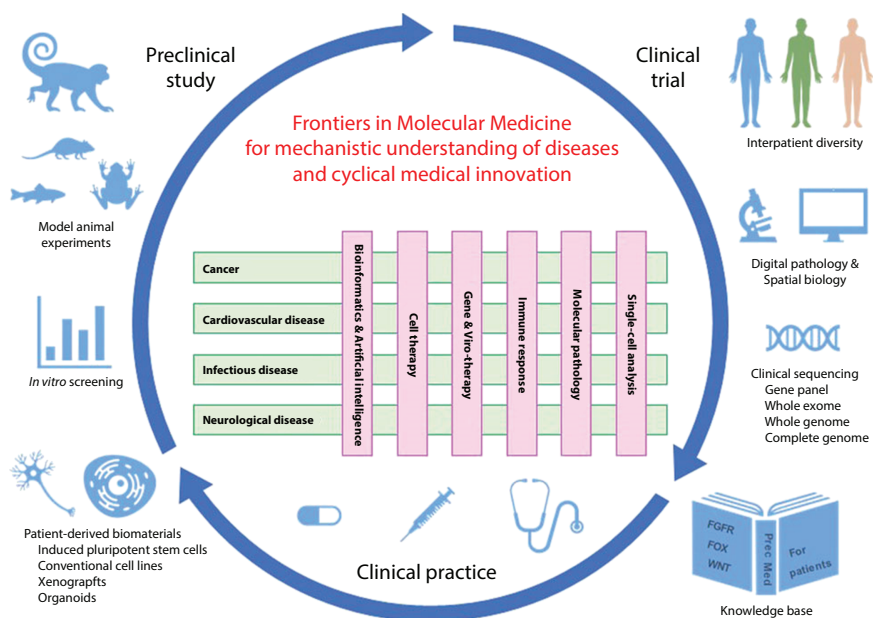 Preclinical
study
Clinical
trial
Frontiers in Molecular Medicine
for mechanistic understanding of diseases
and cyclical medical innovation
Interpatient diversity
Model animal
experiments
Digital pathology &
Spatial biology
Cancer
Cardiovascular disease
Infectious disease
Neurological disease
Bioinformatics & Artificial intelligence
Cell therapy
Gene & Viro-therapy
Immune response
Molecular pathology
Single-cell analysis
In vitro screening
Clinical sequencing
Gene panel
Whole exome
Whole genome
Complete genome
Patient-derived biomaterials
Induced pluripotent stem cells
Conventional cell lines
Xenograpfts
Organoids
Clinical practice
FGFR
FOX
WNT
Prec Med
For
patients
Knowledge base